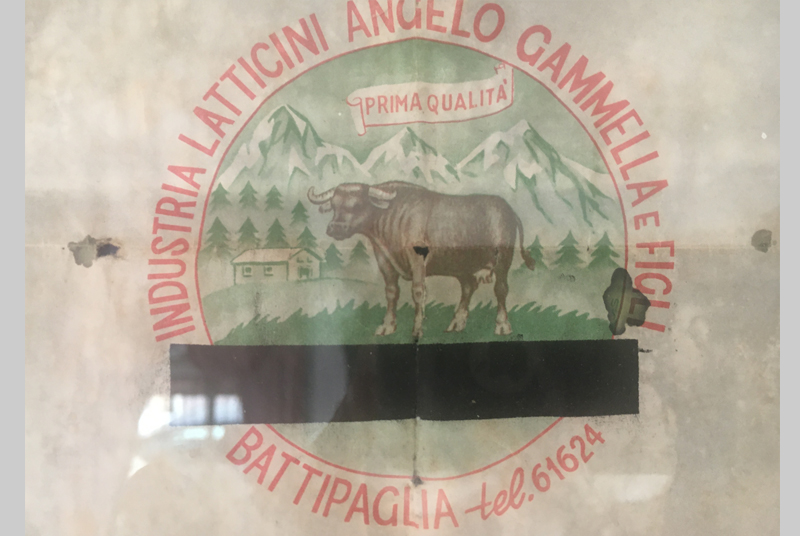 INDUSTRIA LATTICINI ANGELO GAMMELLA E FIGLI
PRIMA QUALITÀ
BATTIPAGLIA tel. 61624